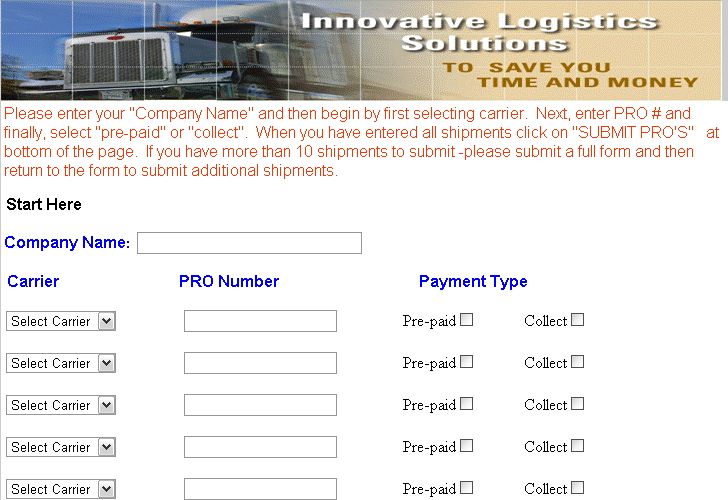 Innovative Logistics
Solutions
TO SAVE YOU
TIME AND MONEY
Please enter your "Company Name" and then begin by first selecting carrier. Next, enter PRO # and
finally, select "pre-paid" or "collect". When you have entered all shipments click on "SUBMIT PRO'S" at
bottom of the page. If you have more than 10 shipments to submit -please submit a full form and then
return to the form to submit additional shipments.
Start Here
Company Name:
Carrier PRO Number Payment Type
Select Carrier Pre-paid Collect
Select Carrier Pre-paid Collect
Select Carrier Pre-paid Collect
Select Carrier Pre-paid Collect
Select Carrier Pre-paid Collect